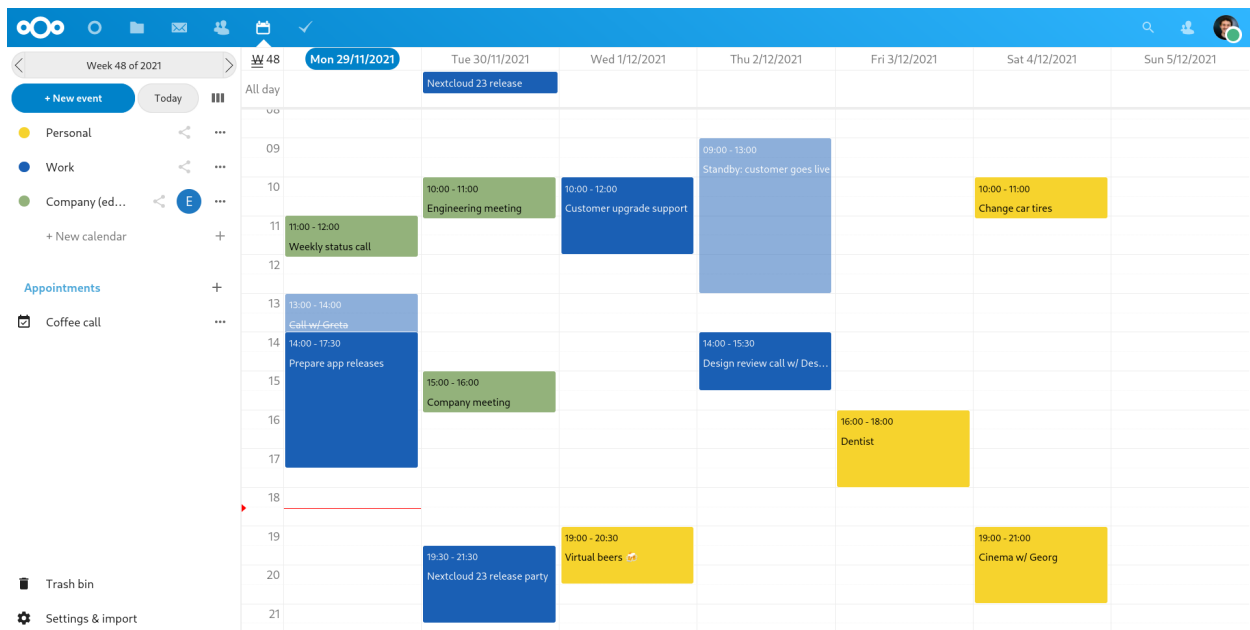 Week 48 of 2021
+ New event
Today
Personal
Work
Company (ed...
E
+ New calendar
Appointments
Coffee call
Trash bin
Settings & import
W 48
Mon 29/11/2021
Tue 30/11/2021
Wed 1/12/2021
Thu 2/12/2021
Fri 3/12/2021
Sat 4/12/2021
Sun 5/12/2021
All day
Nextcloud 23 release
08
09
10
11
12
13
14
15
16
17
18
19
20
21
11:00 - 12:00
Weekly status call
13:00 - 14:00
Call w/ Greta
14:00 - 17:30
Prepare app releases
10:00 - 11:00
Engineering meeting
15:00 - 16:00
Company meeting
19:30 - 21:30
Nextcloud 23 release party
10:00 - 12:00
Customer upgrade support
19:00 - 20:30
Virtual beers 🍻
09:00 - 13:00
Standby: customer goes live
14:00 - 15:30
Design review call w/ Des...
16:00 - 18:00
Dentist
10:00 - 11:00
Change car tires
19:00 - 21:00
Cinema w/ Georg